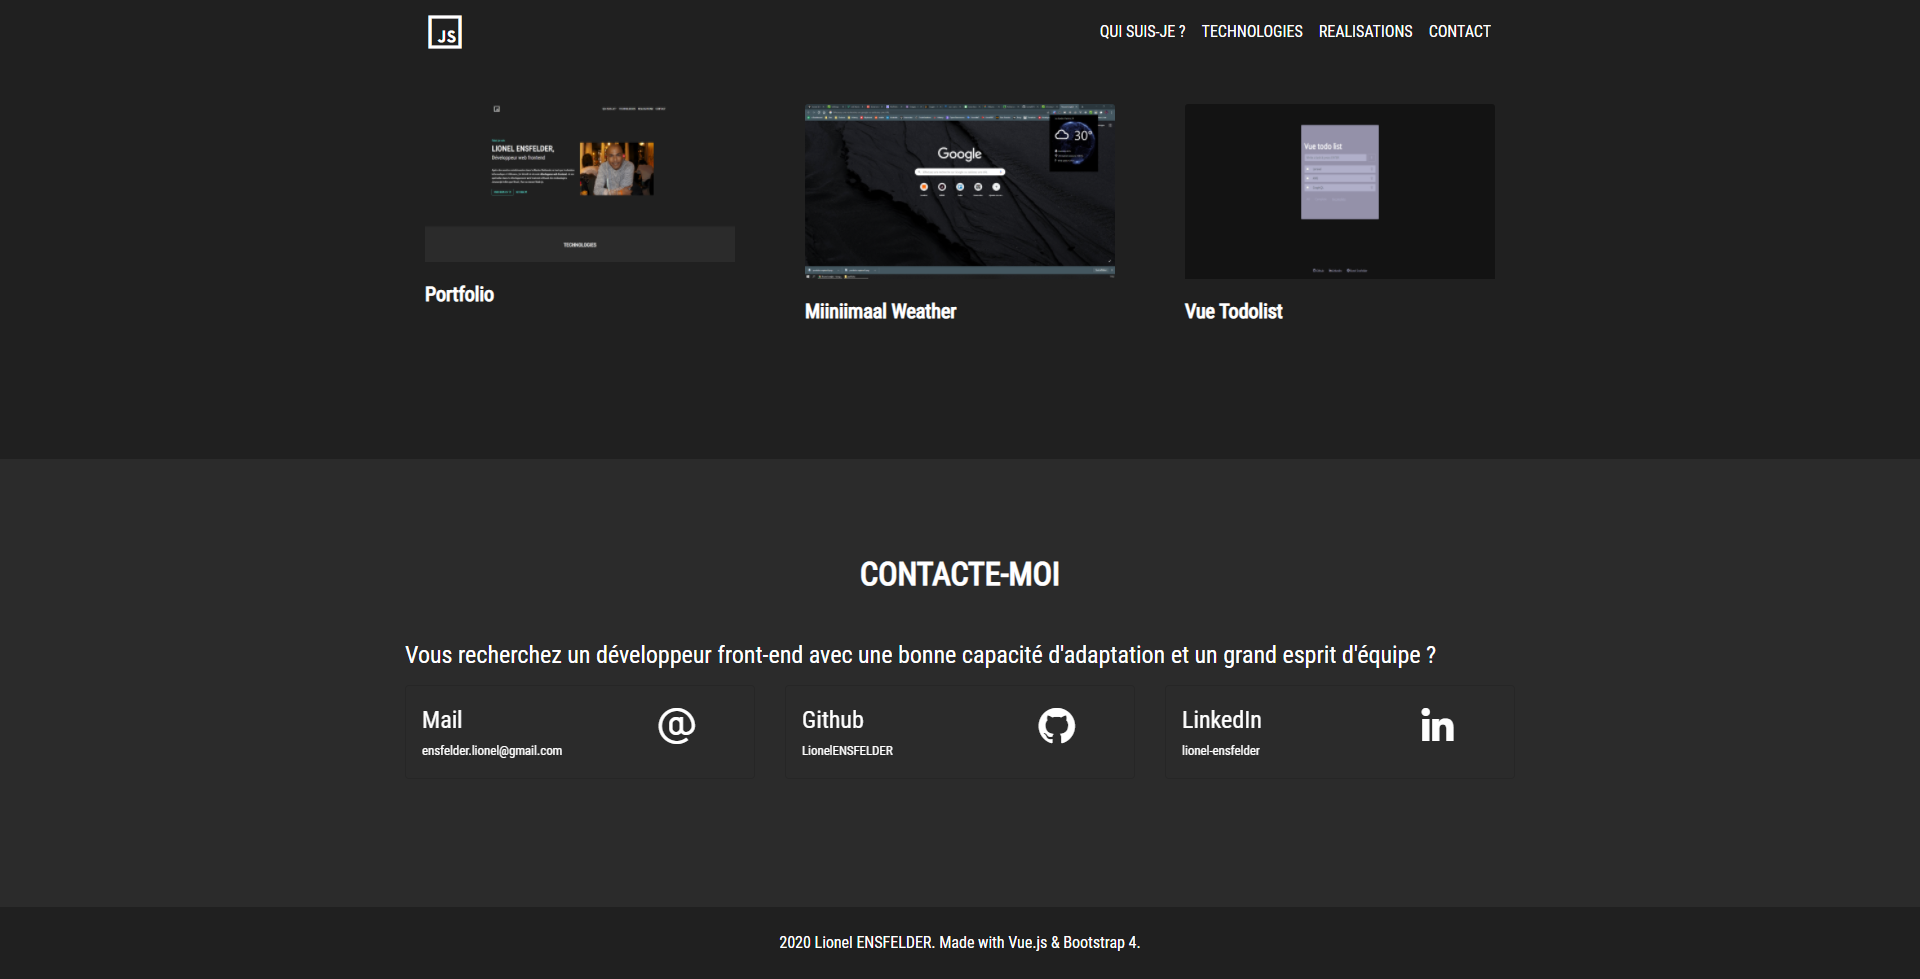 JS
QUI SUIS-JE ? TECHNOLOGIES REALISATIONS CONTACT
LIONEL ENSFELDER,
Développeur web frontend
TECHNOLOGIES
Portfolio
Google
30°
Miiniimaal Weather
Vue todo list
Vue Todolist
CONTACTE-MOI
Vous recherchez un développeur front-end avec une bonne capacité d'adaptation et un grand esprit d'équipe ?
Mail
ensfelder.lionel@gmail.com
Github
LionelENSFELDER
LinkedIn
lionel-ensfelder
in
2020 Lionel ENSFELDER. Made with Vue.js & Bootstrap 4.